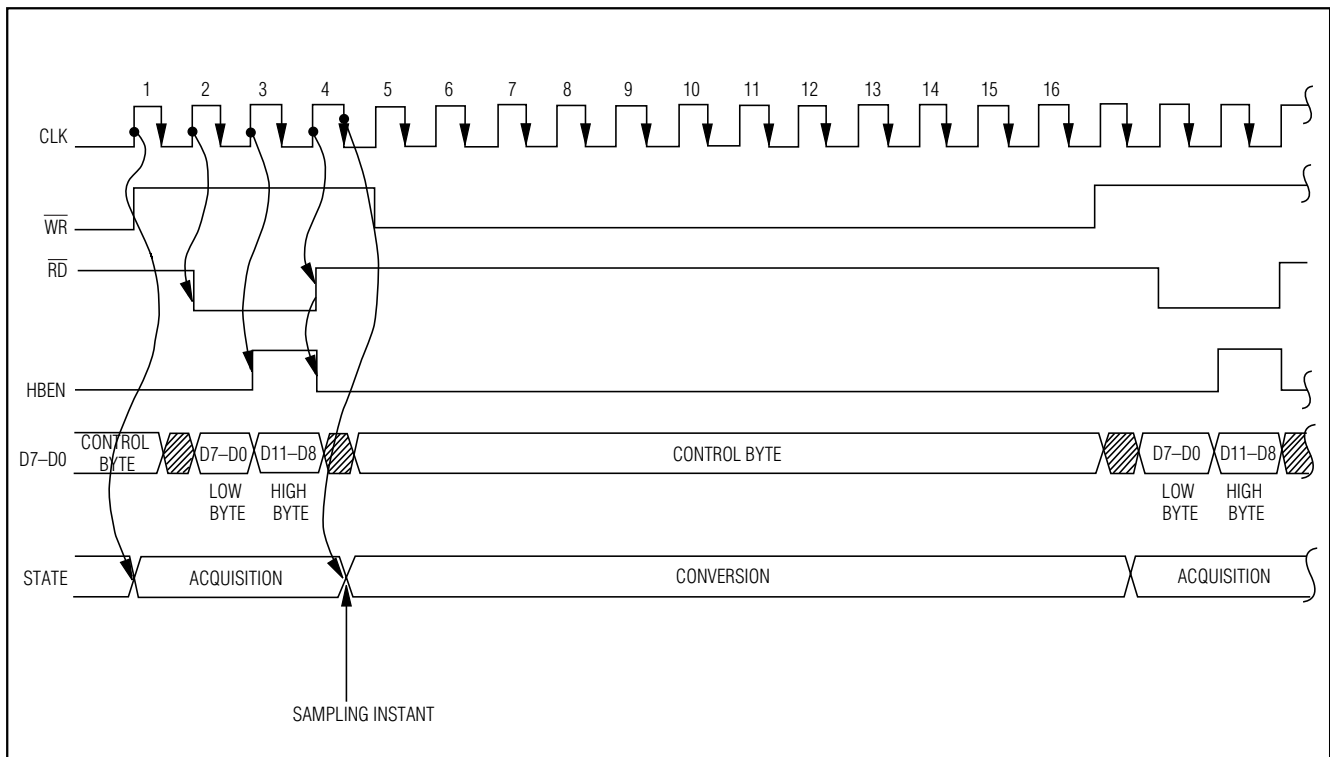 1 2 3 4 5 6 7 8 9 10 11 12 13 14 15 16
CLK
WR
RD
HBEN
D7–D0
CONTROL
BYTE
D7–D0
D11–D8
CONTROL BYTE
D7–D0
D11–D8
LOW
BYTE
HIGH
BYTE
LOW
BYTE
HIGH
BYTE
STATE
ACQUISITION
CONVERSION
ACQUISITION
SAMPLING INSTANT